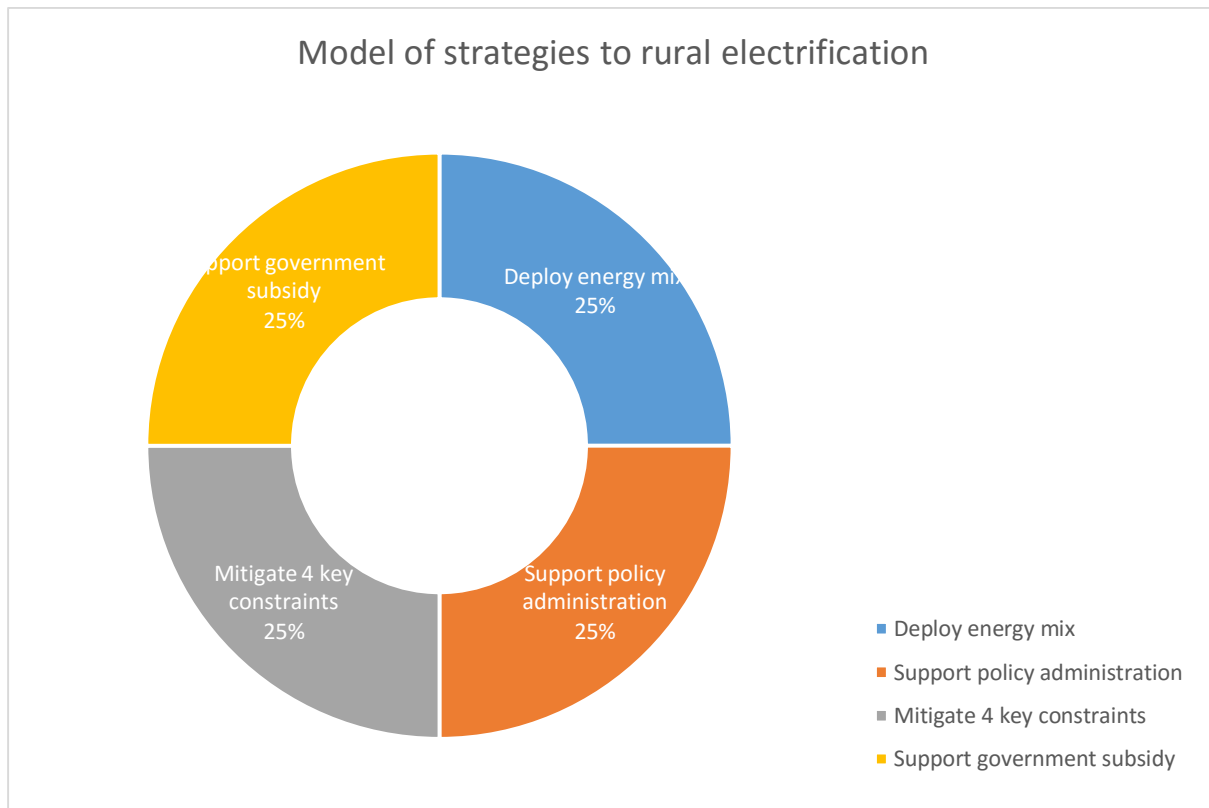 Model of strategies to rural electrification
pport government
subsidy
25%
Deploy energy mix
25%
Mitigate 4 key
constraints
25%
Support policy
administration
25%
Deploy energy mix
Support policy administration
Mitigate 4 key constraints
Support government subsidy